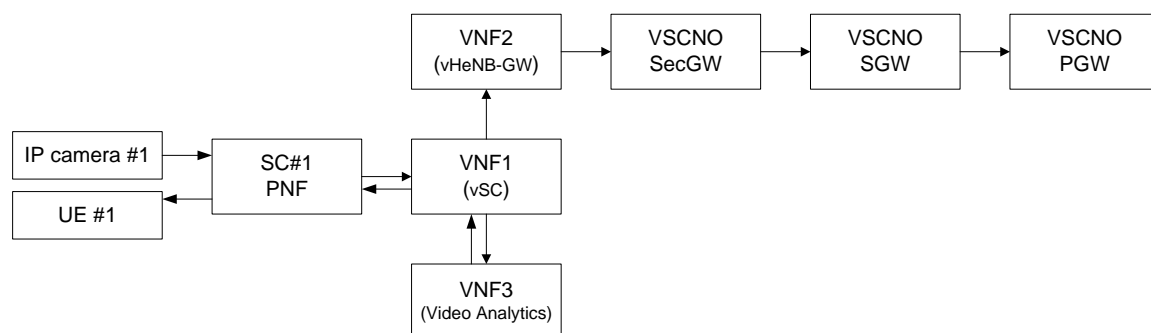 VNF2
(vHeNB-GW)
VSCNO
SecGW
VSCNO
SGW
VSCNO
PGW
IP camera #1
UE #1
SC#1
PNF
VNF1
(vSC)
VNF3
(Video Analytics)